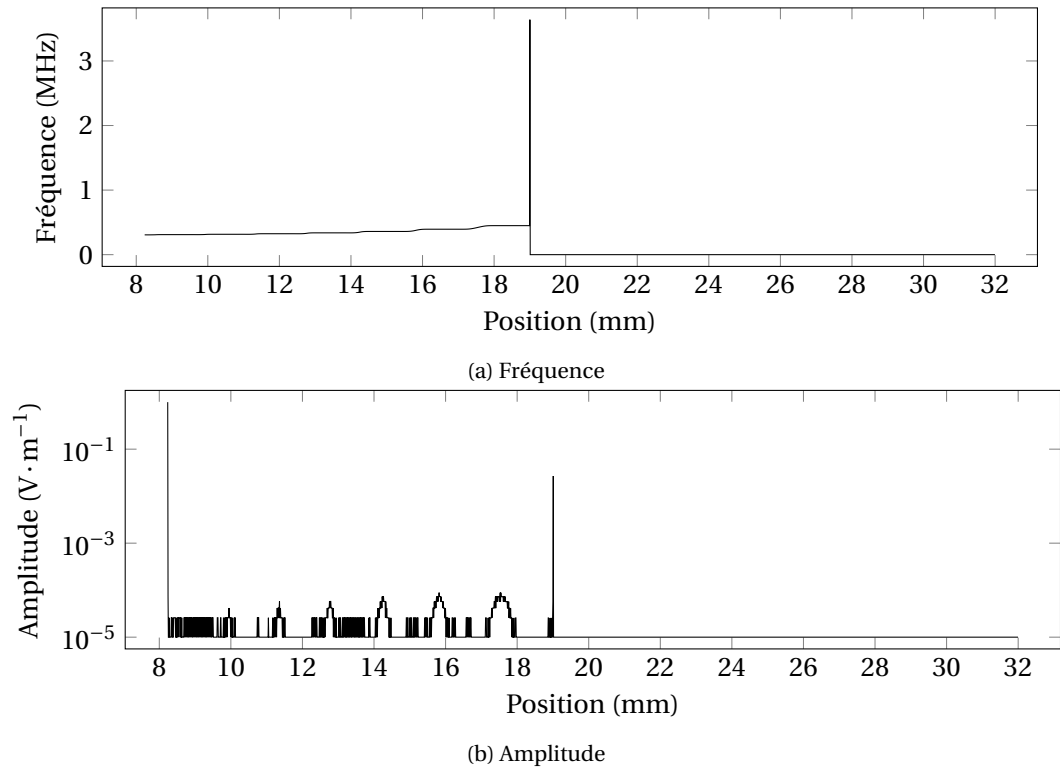 3
2
1
0
Fréquence (MHz)
8 10 12 14 16 18 20 22 24 26 28 30 32
Position (mm)
(a) Fréquence
10⁻¹
10⁻³
10⁻⁵
Amplitude (V·m⁻¹)
8 10 12 14 16 18 20 22 24 26 28 30 32
Position (mm)
(b) Amplitude